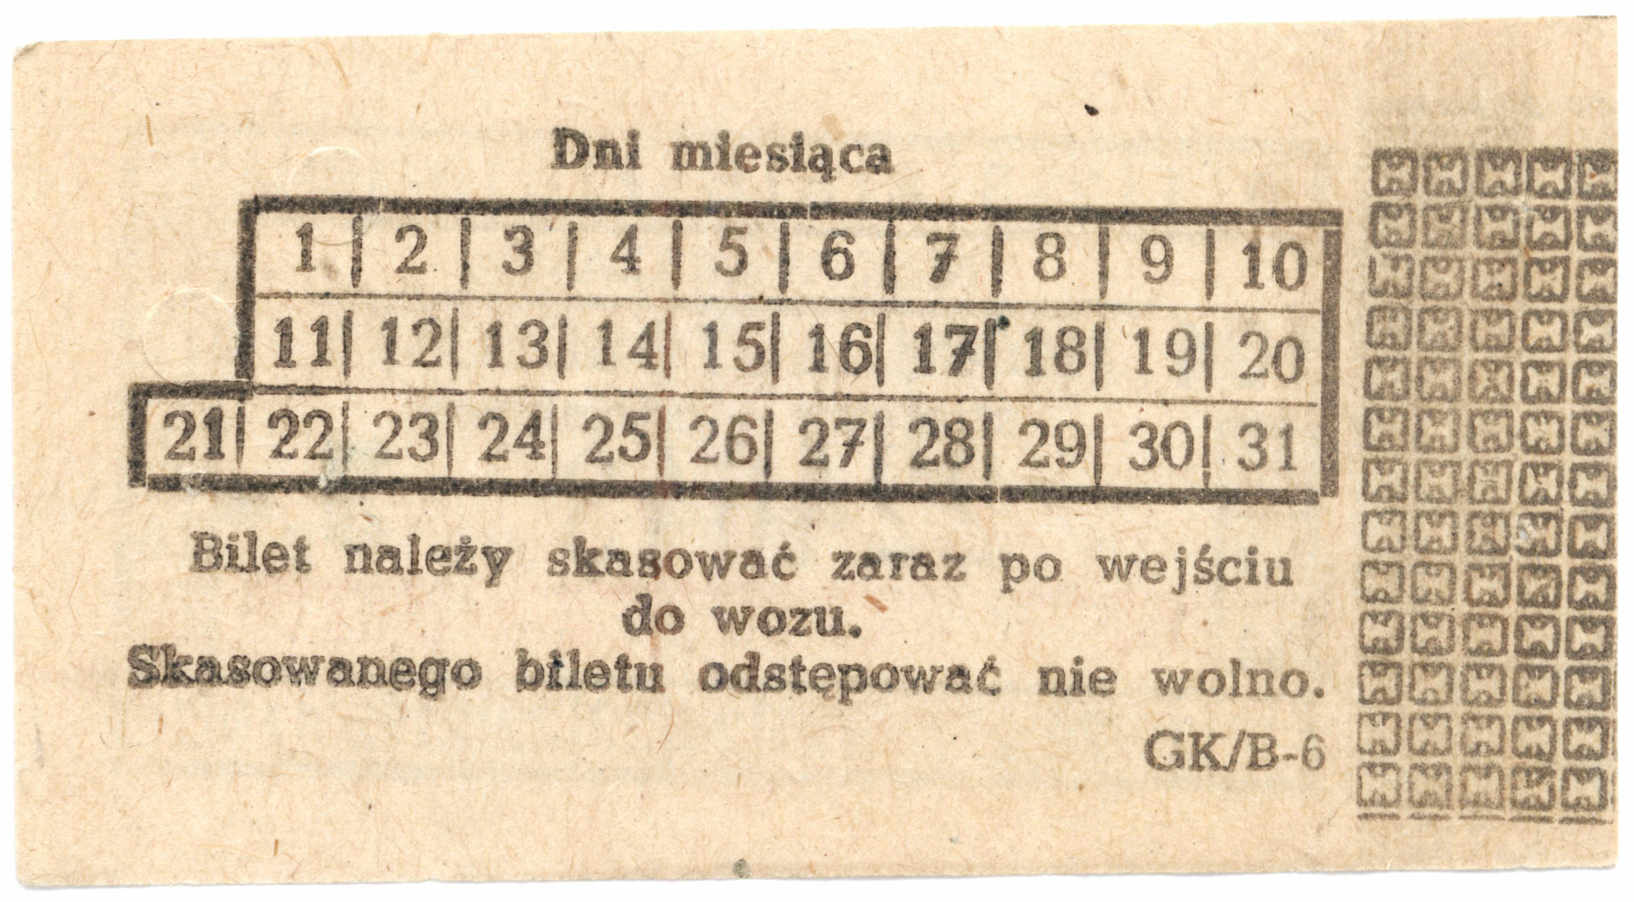 Dni miesiąca
1 | 2 | 3 | 4 | 5 | 6 | 7 | 8 | 9 | 10
11 | 12 | 13 | 14 | 15 | 16 | 17 | 18 | 19 | 20
21 | 22 | 23 | 24 | 25 | 26 | 27 | 28 | 29 | 30 | 31
Bilet należy skasować zaraz po wejściu
do wozu.
Skasowanego biletu odstępować nie wolno.
GK/B-6